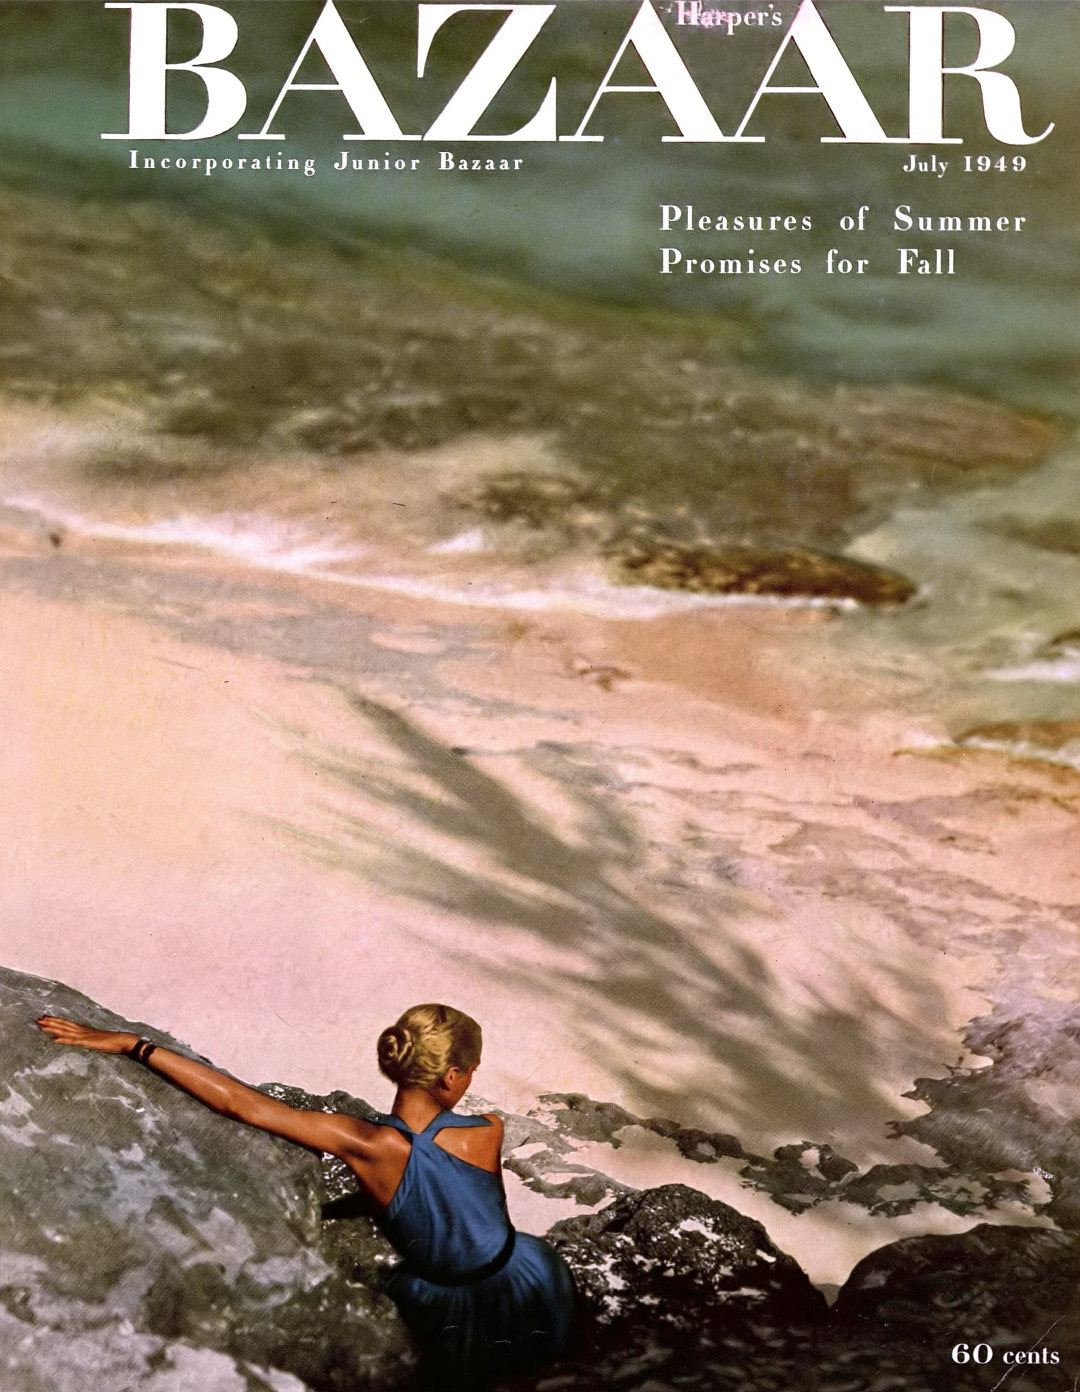 Harper's
BAZAAR
Incorporating Junior Bazaar
July 1949
Pleasures of Summer
Promises for Fall
60 cents